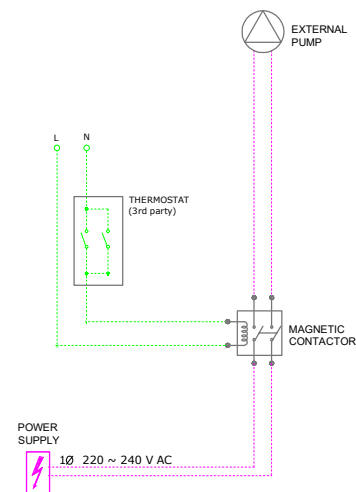 EXTERNAL
PUMP
L N
THERMOSTAT
(3rd party)
MAGNETIC
CONTACTOR
POWER
SUPPLY
1Ø 220 ~ 240 V AC